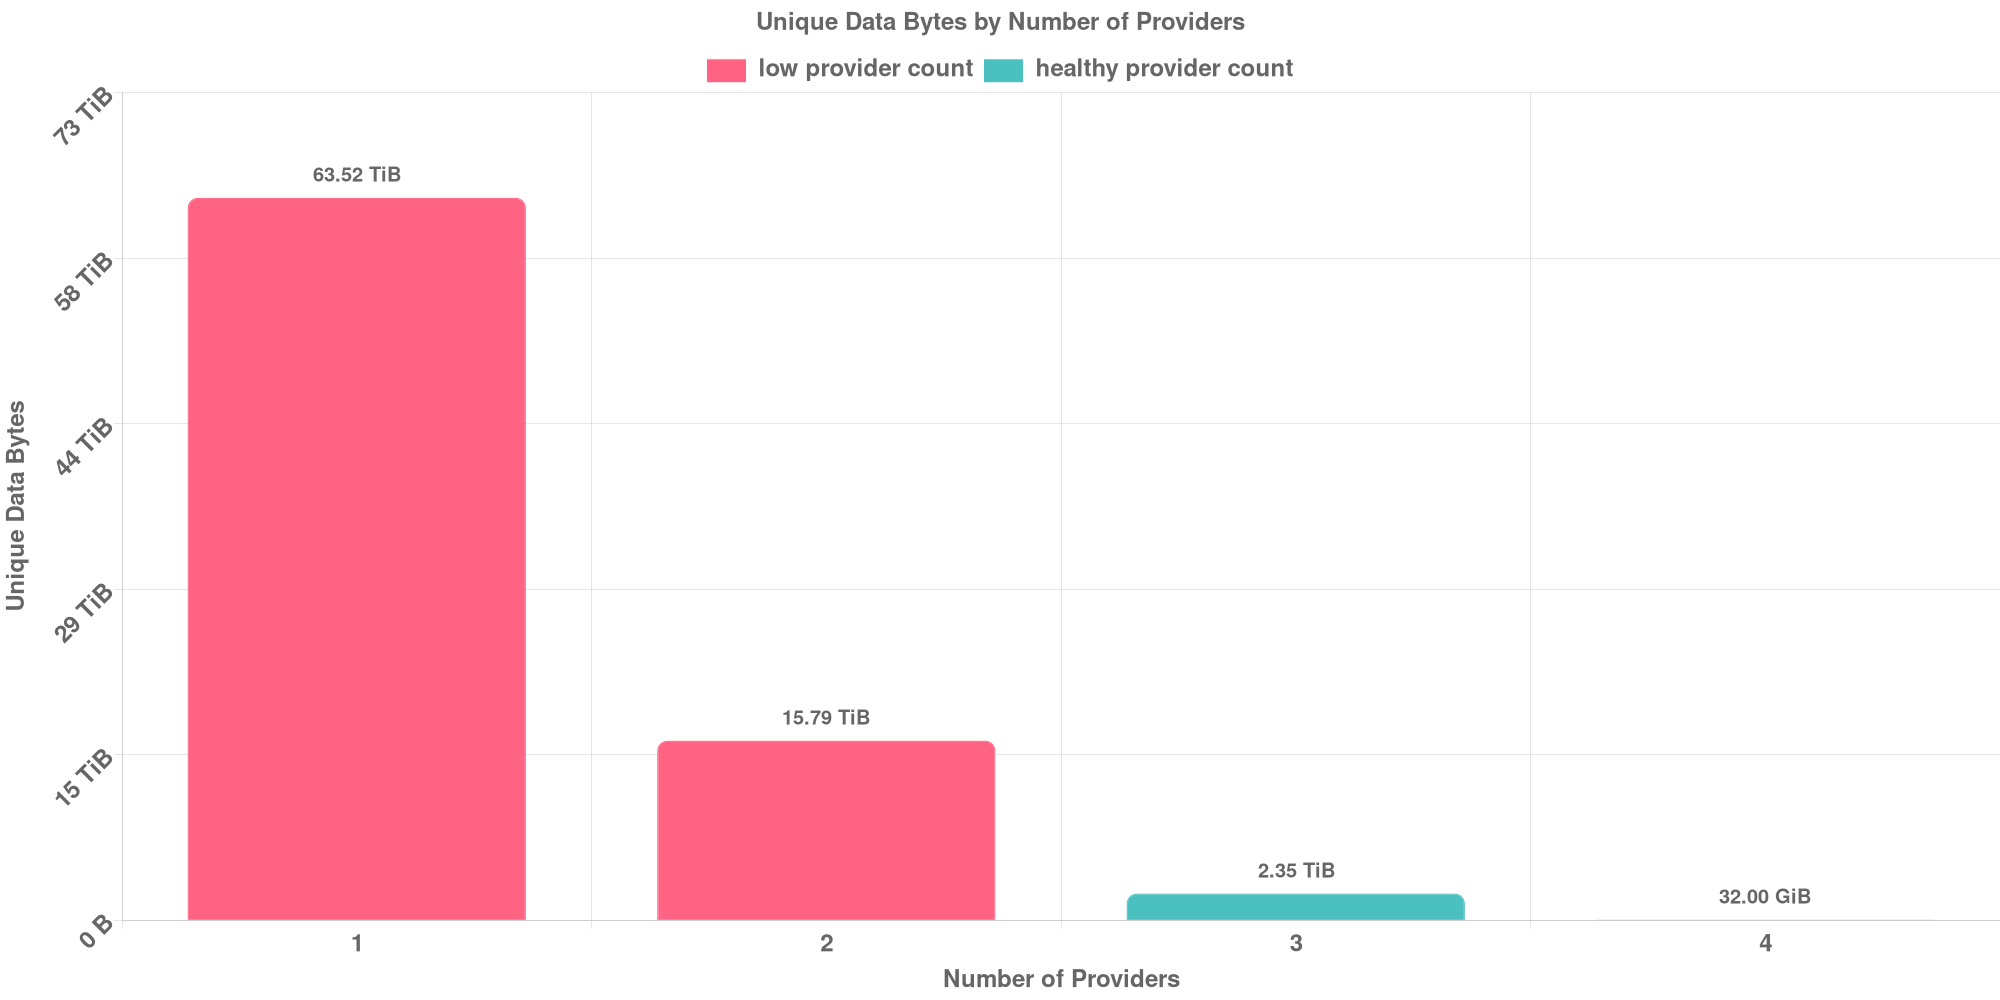 Unique Data Bytes by Number of Providers
low provider count healthy provider count
73 TiB
58 TiB
44 TiB
29 TiB
15 TiB
0 B
Unique Data Bytes
63.52 TiB
15.79 TiB
2.35 TiB
32.00 GiB
1 2 3 4
Number of Providers